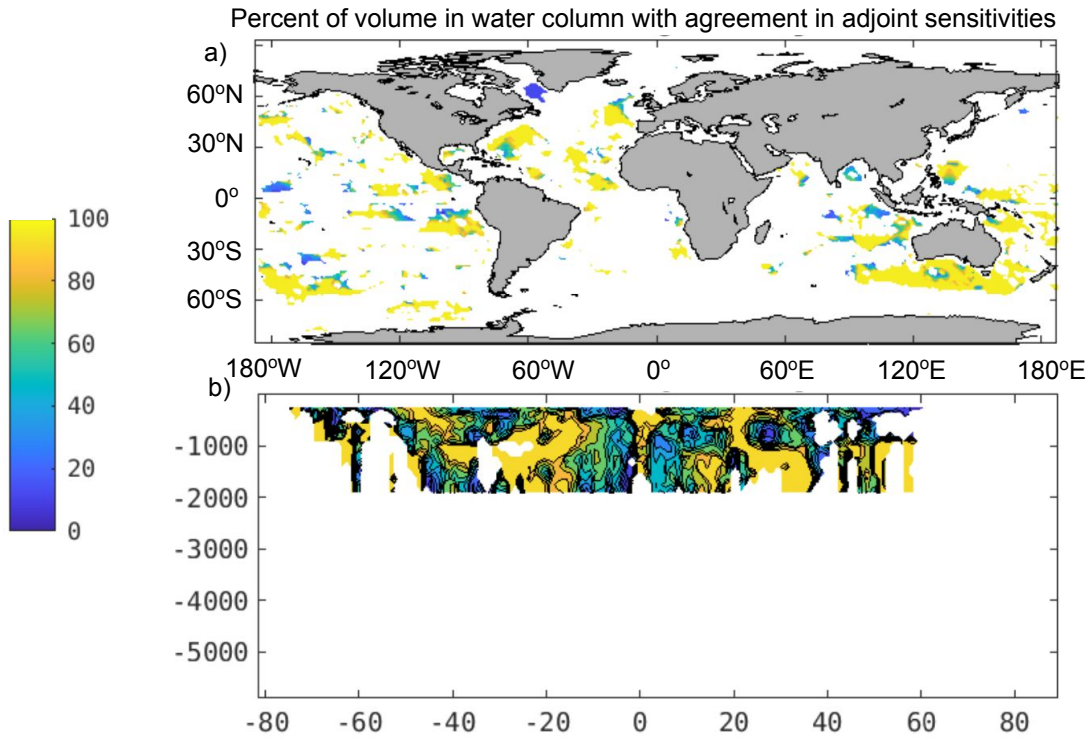 Percent of volume in water column with agreement in adjoint sensitivities
a)
60°N
30°N
0°
30°S
60°S
180°W 120°W 60°W 0° 60°E 120°E 180°E
100
80
60
40
20
0
b)
-1000
-2000
-3000
-4000
-5000
-80 -60 -40 -20 0 20 40 60 80